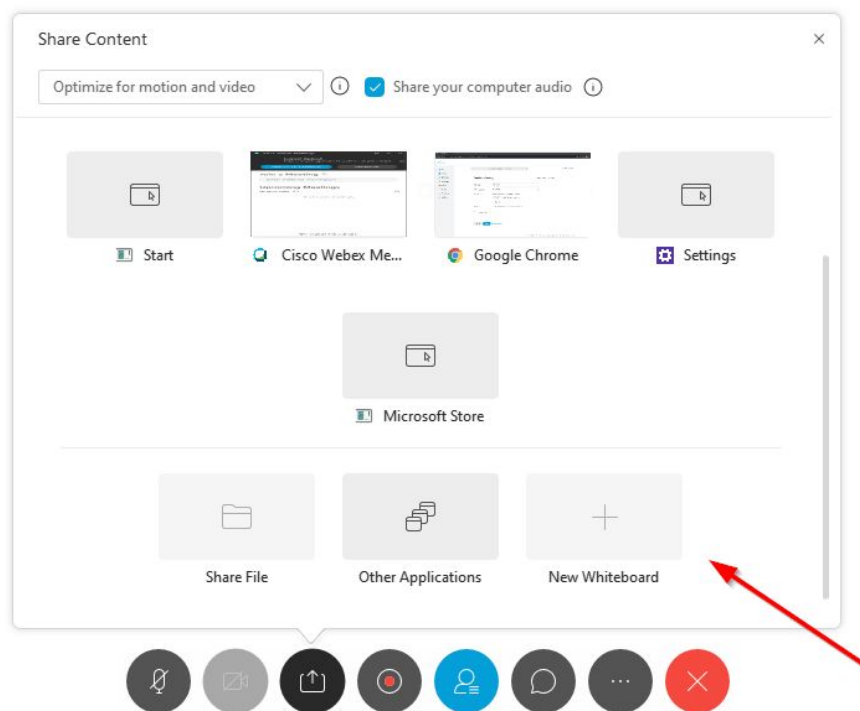 Share Content
Optimize for motion and video
Share your computer audio
Start
Cisco Webex Me...
Google Chrome
Settings
Microsoft Store
Share File
Other Applications
New Whiteboard